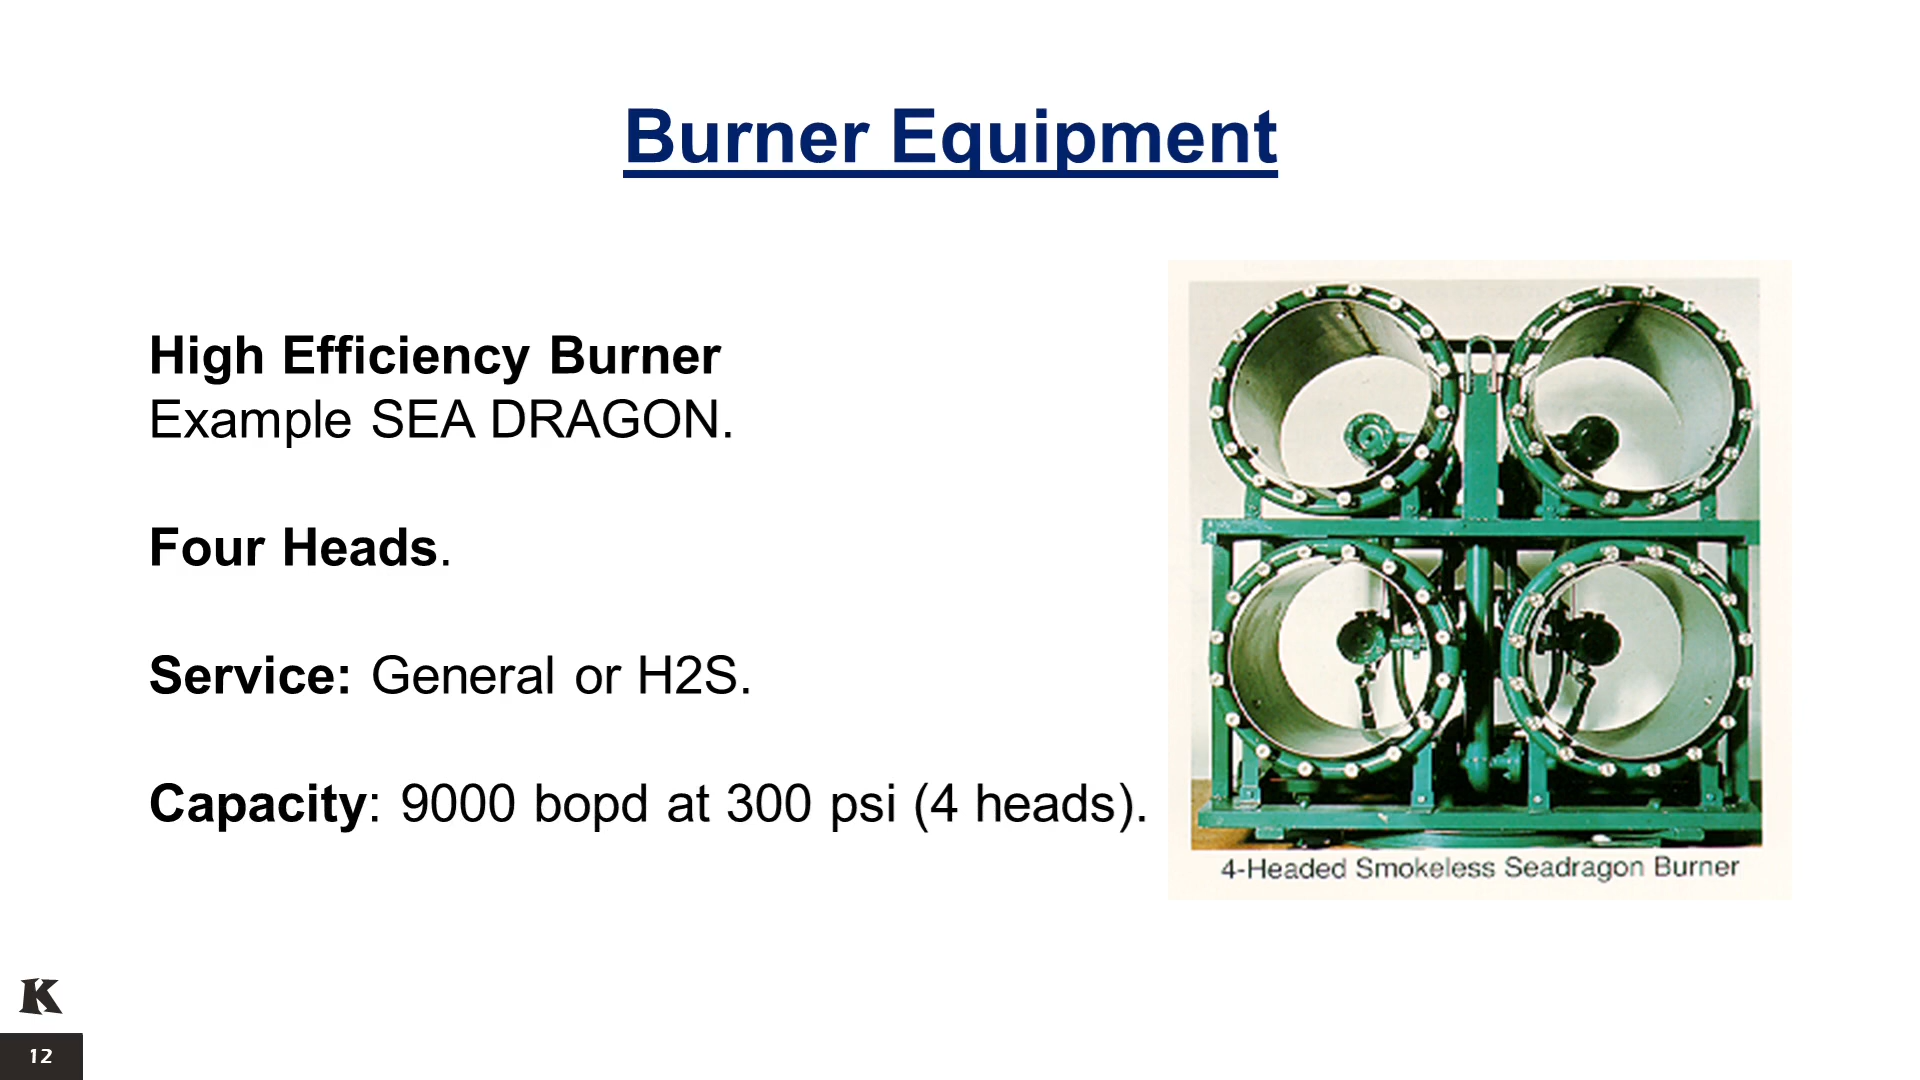 Burner Equipment
High Efficiency Burner
Example SEA DRAGON.
Four Heads.
Service: General or H2S.
Capacity: 9000 bopd at 300 psi (4 heads).
4-Headed Smokeless Seadragon Burner
K
12